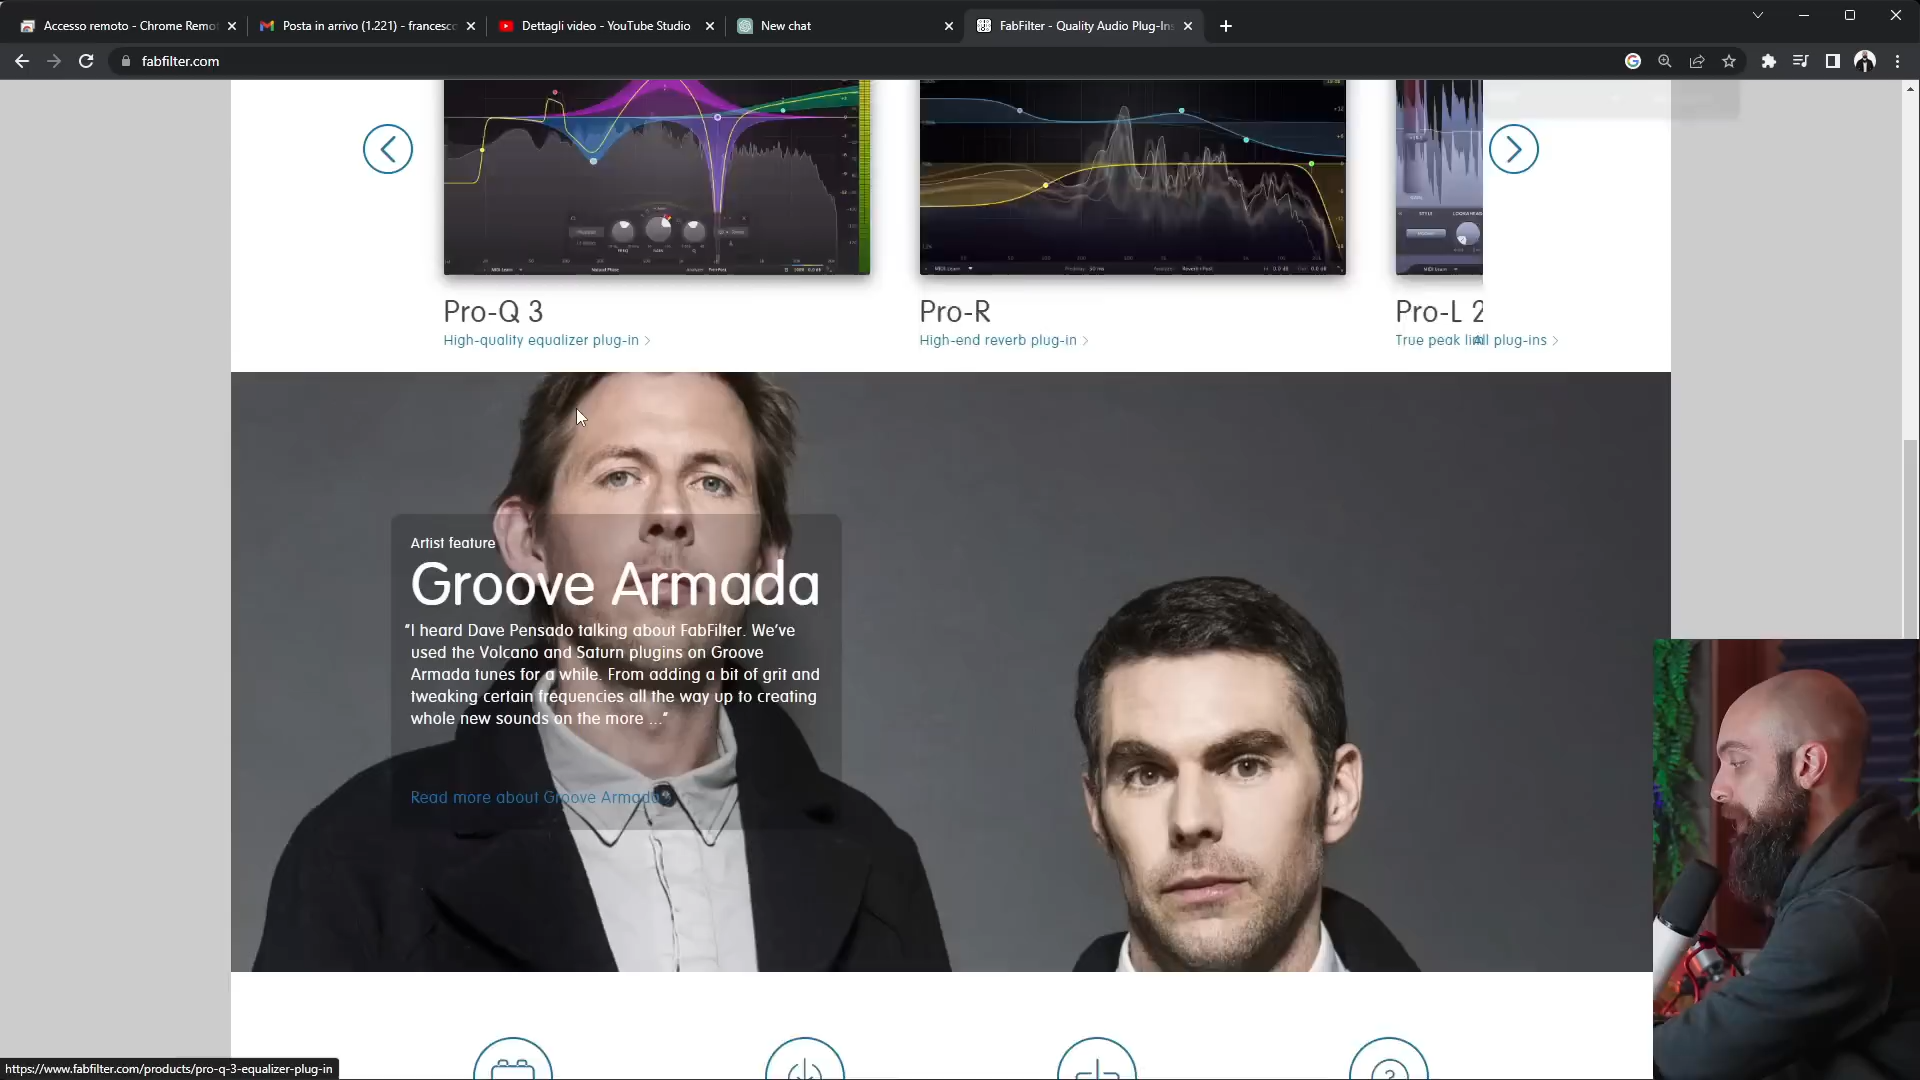 Accesso remoto - Chrome Remo
Posta in arrivo (1.221) - francesc
Dettagli video - YouTube Studio
New chat
FabFilter - Quality Audio Plug-Ins
fabfilter.com
Pro-Q 3
High-quality equalizer plug-in
Pro-R
High-end reverb plug-in
Pro-L 2
True peak
plug-ins
Artist feature
Groove Armada
"I heard Dave Pensado talking about FabFilter. We've
used the Volcano and Saturn plugins on Groove
Armada tunes for a while. From adding a bit of grit and
tweaking certain frequencies all the way up to creating
whole new sounds on the more ..."
Read more about Groove Armada
https://www.fabfilter.com/products/pro-q-3-equalizer-plug-in